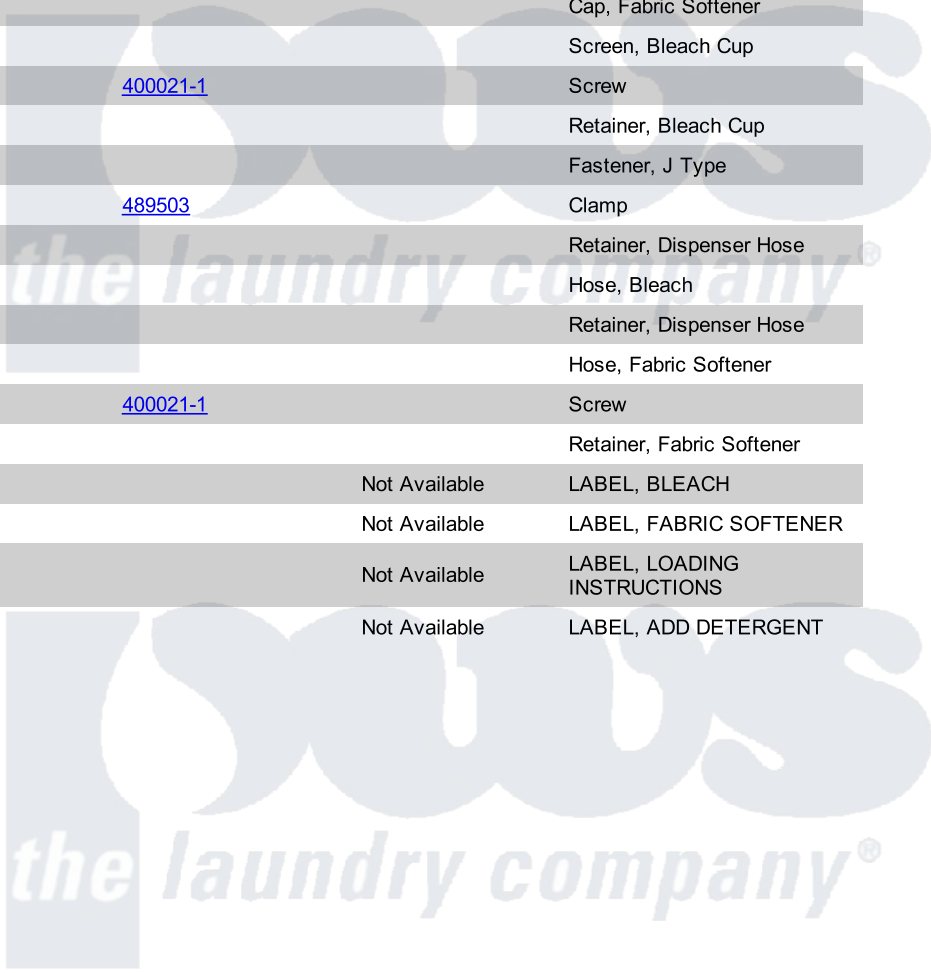 Cap, Fabric Softener
Screen, Bleach Cup
400021-1 Screw
Retainer, Bleach Cup
Fastener, J Type
489503 Clamp
Retainer, Dispenser Hose
Hose, Bleach
Retainer, Dispenser Hose
Hose, Fabric Softener
400021-1 Screw
Retainer, Fabric Softener
Not Available LABEL, BLEACH
Not Available LABEL, FABRIC SOFTENER
Not Available LABEL, LOADING
INSTRUCTIONS
Not Available LABEL, ADD DETERGENT
pws
the laundry company®
pws
the laundry company®